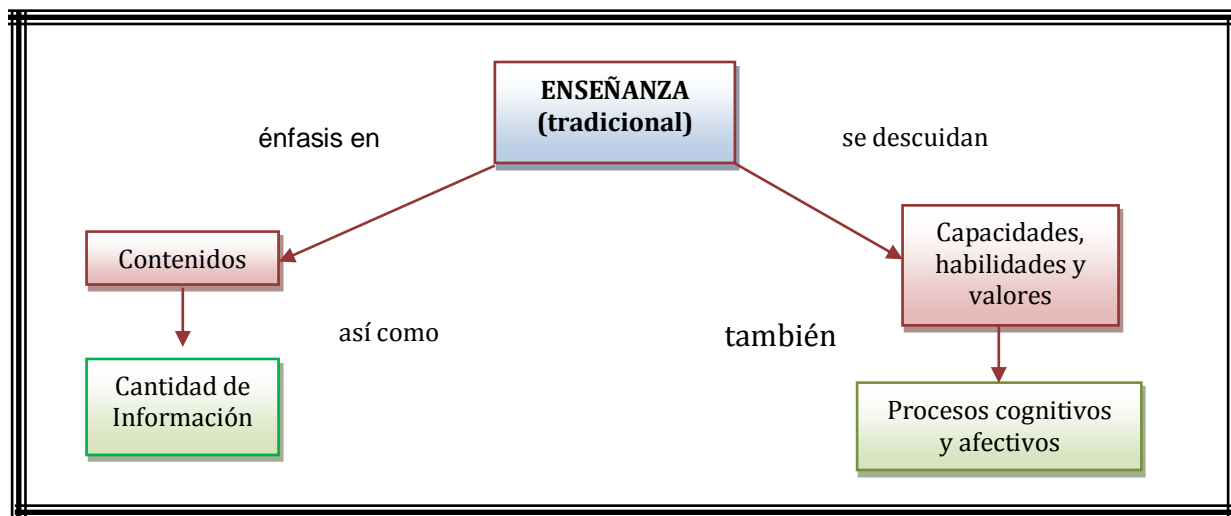 ENSEÑANZA
(tradicional)
énfasis en
se descuidan
Contenidos
Capacidades,
habilidades y
valores
así como
también
Cantidad de
Información
Procesos cognitivos
y afectivos